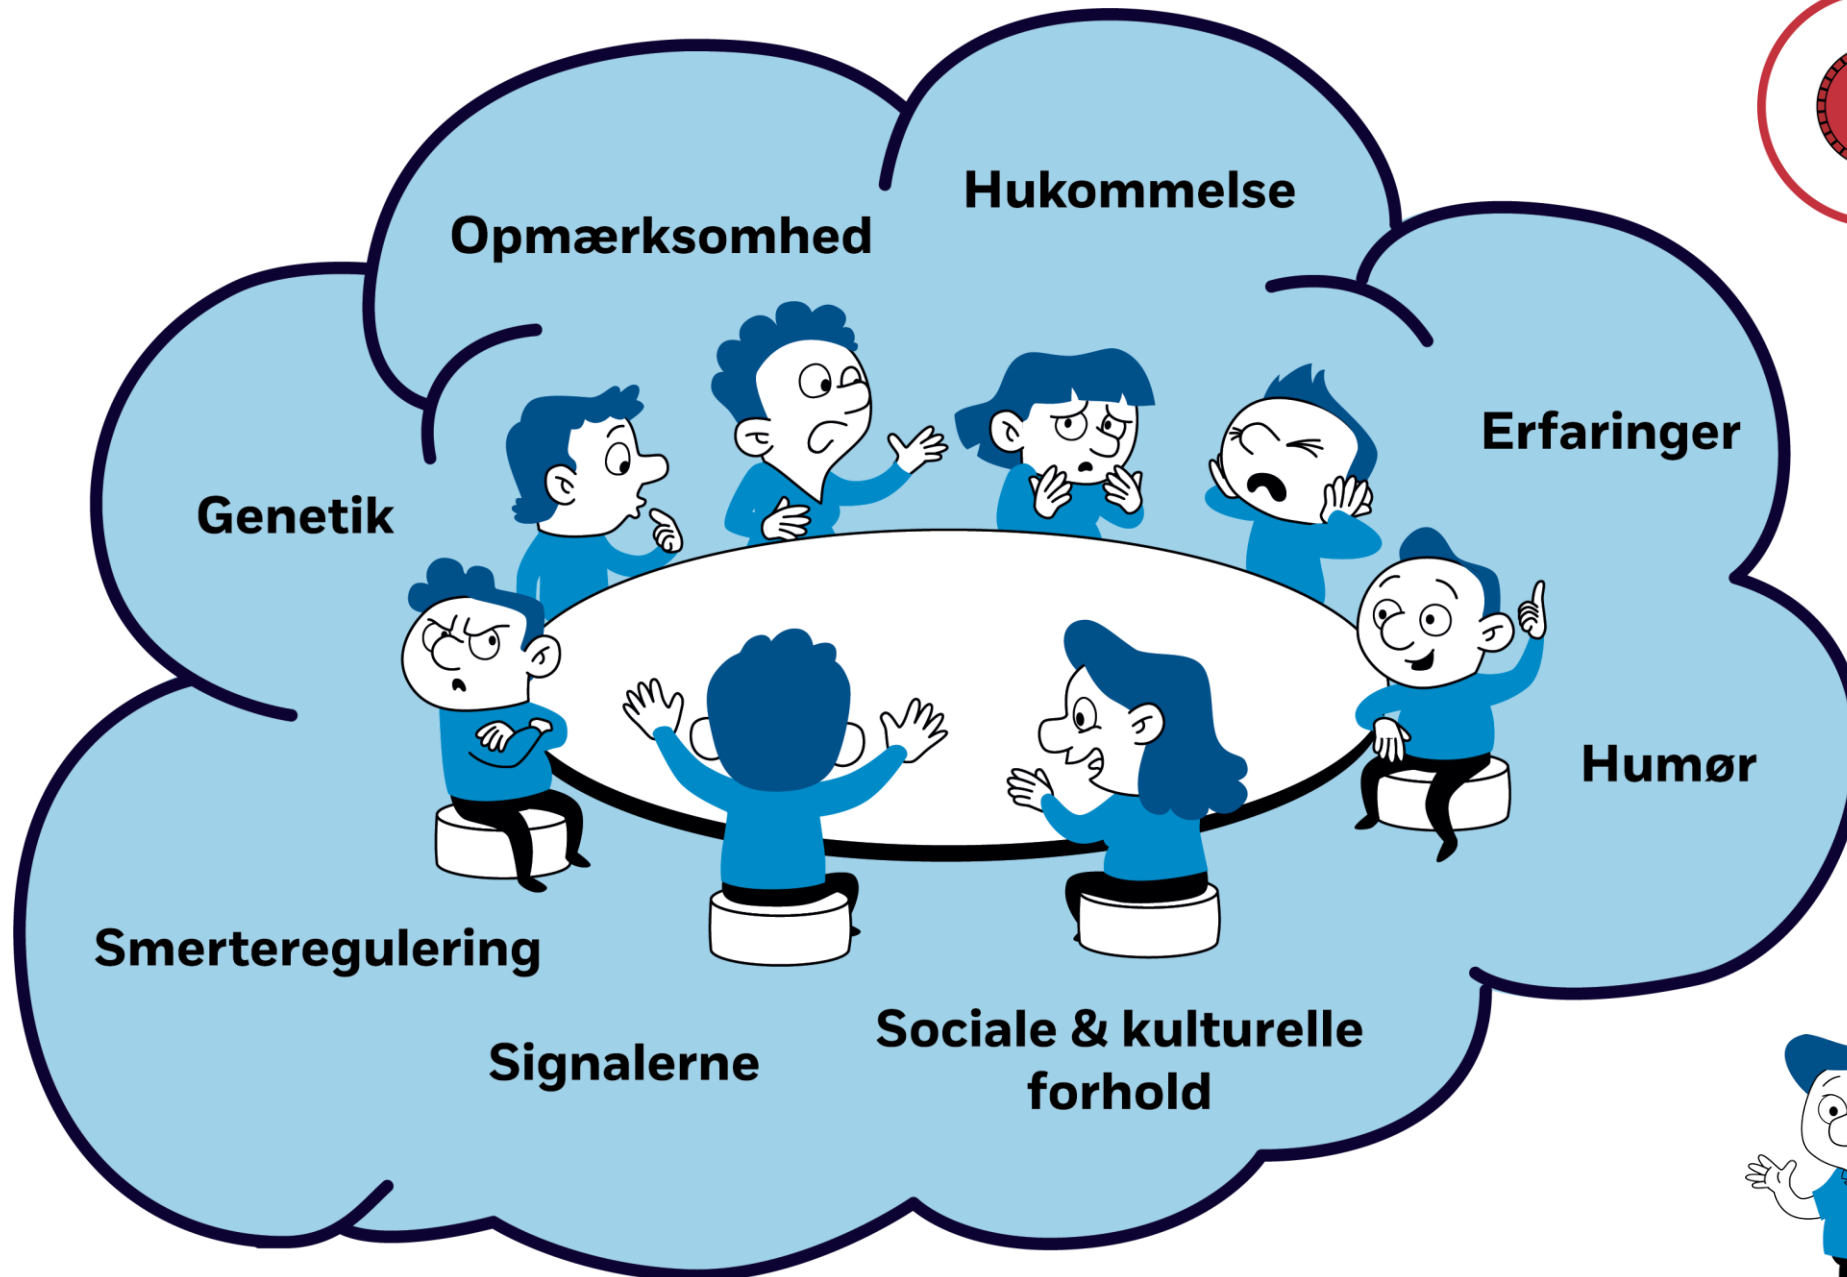 Hukommelse
Opmærksomhed
Erfaringer
Genetik
Humør
Smerteregulering
Sociale & kulturelle
forhold
Signalerne